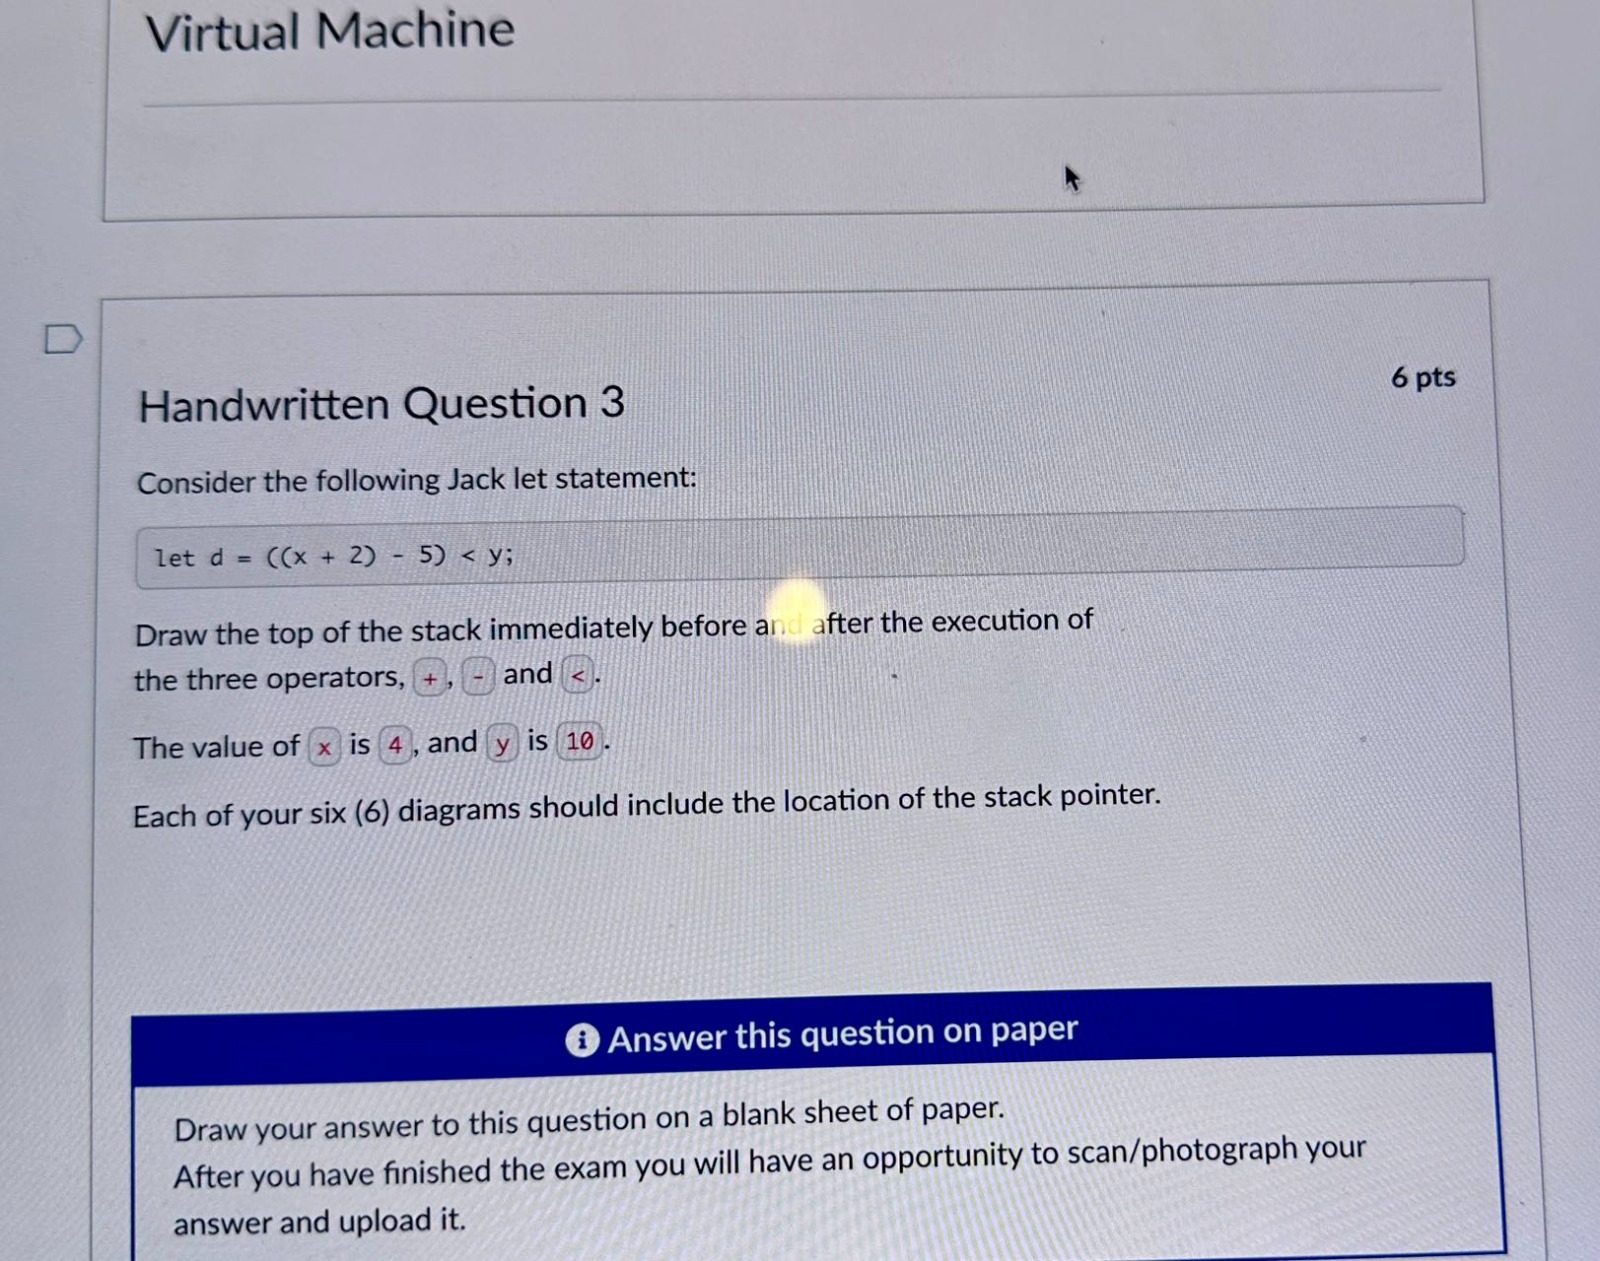 Virtual Machine
Handwritten Question 3
6 pts
Consider the following Jack let statement:
let d = ((x + 2) - 5) < y;
Draw the top of the stack immediately before and after the execution of
the three operators, +, - and <.
The value of x is 4, and y is 10.
Each of your six (6) diagrams should include the location of the stack pointer.
i Answer this question on paper
Draw your answer to this question on a blank sheet of paper.
After you have finished the exam you will have an opportunity to scan/photograph your
answer and upload it.